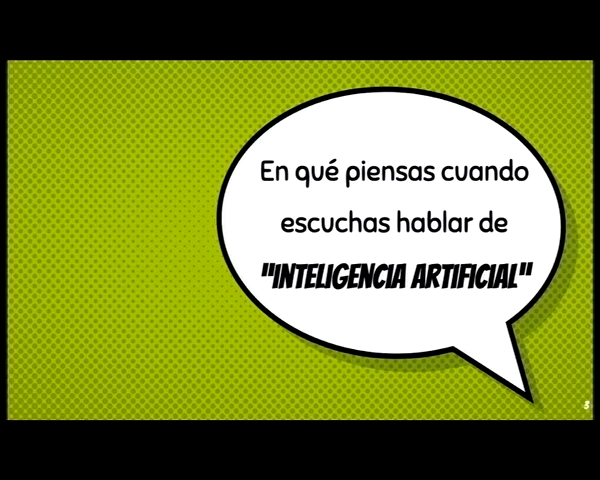 En qué piensas cuando
escuchas hablar de
"INTELIGENCIA ARTIFICIAL"
3